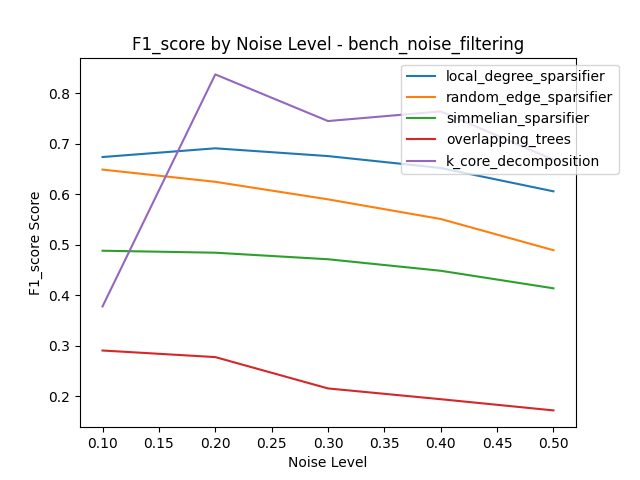 F1_score by Noise Level - bench_noise_filtering
local_degree_sparsifier
random_edge_sparsifier
simmelian_sparsifier
overlapping_trees
k_core_decomposition
F1_score Score
0.8
0.7
0.6
0.5
0.4
0.3
0.2
0.10 0.15 0.20 0.25 0.30 0.35 0.40 0.45 0.50
Noise Level